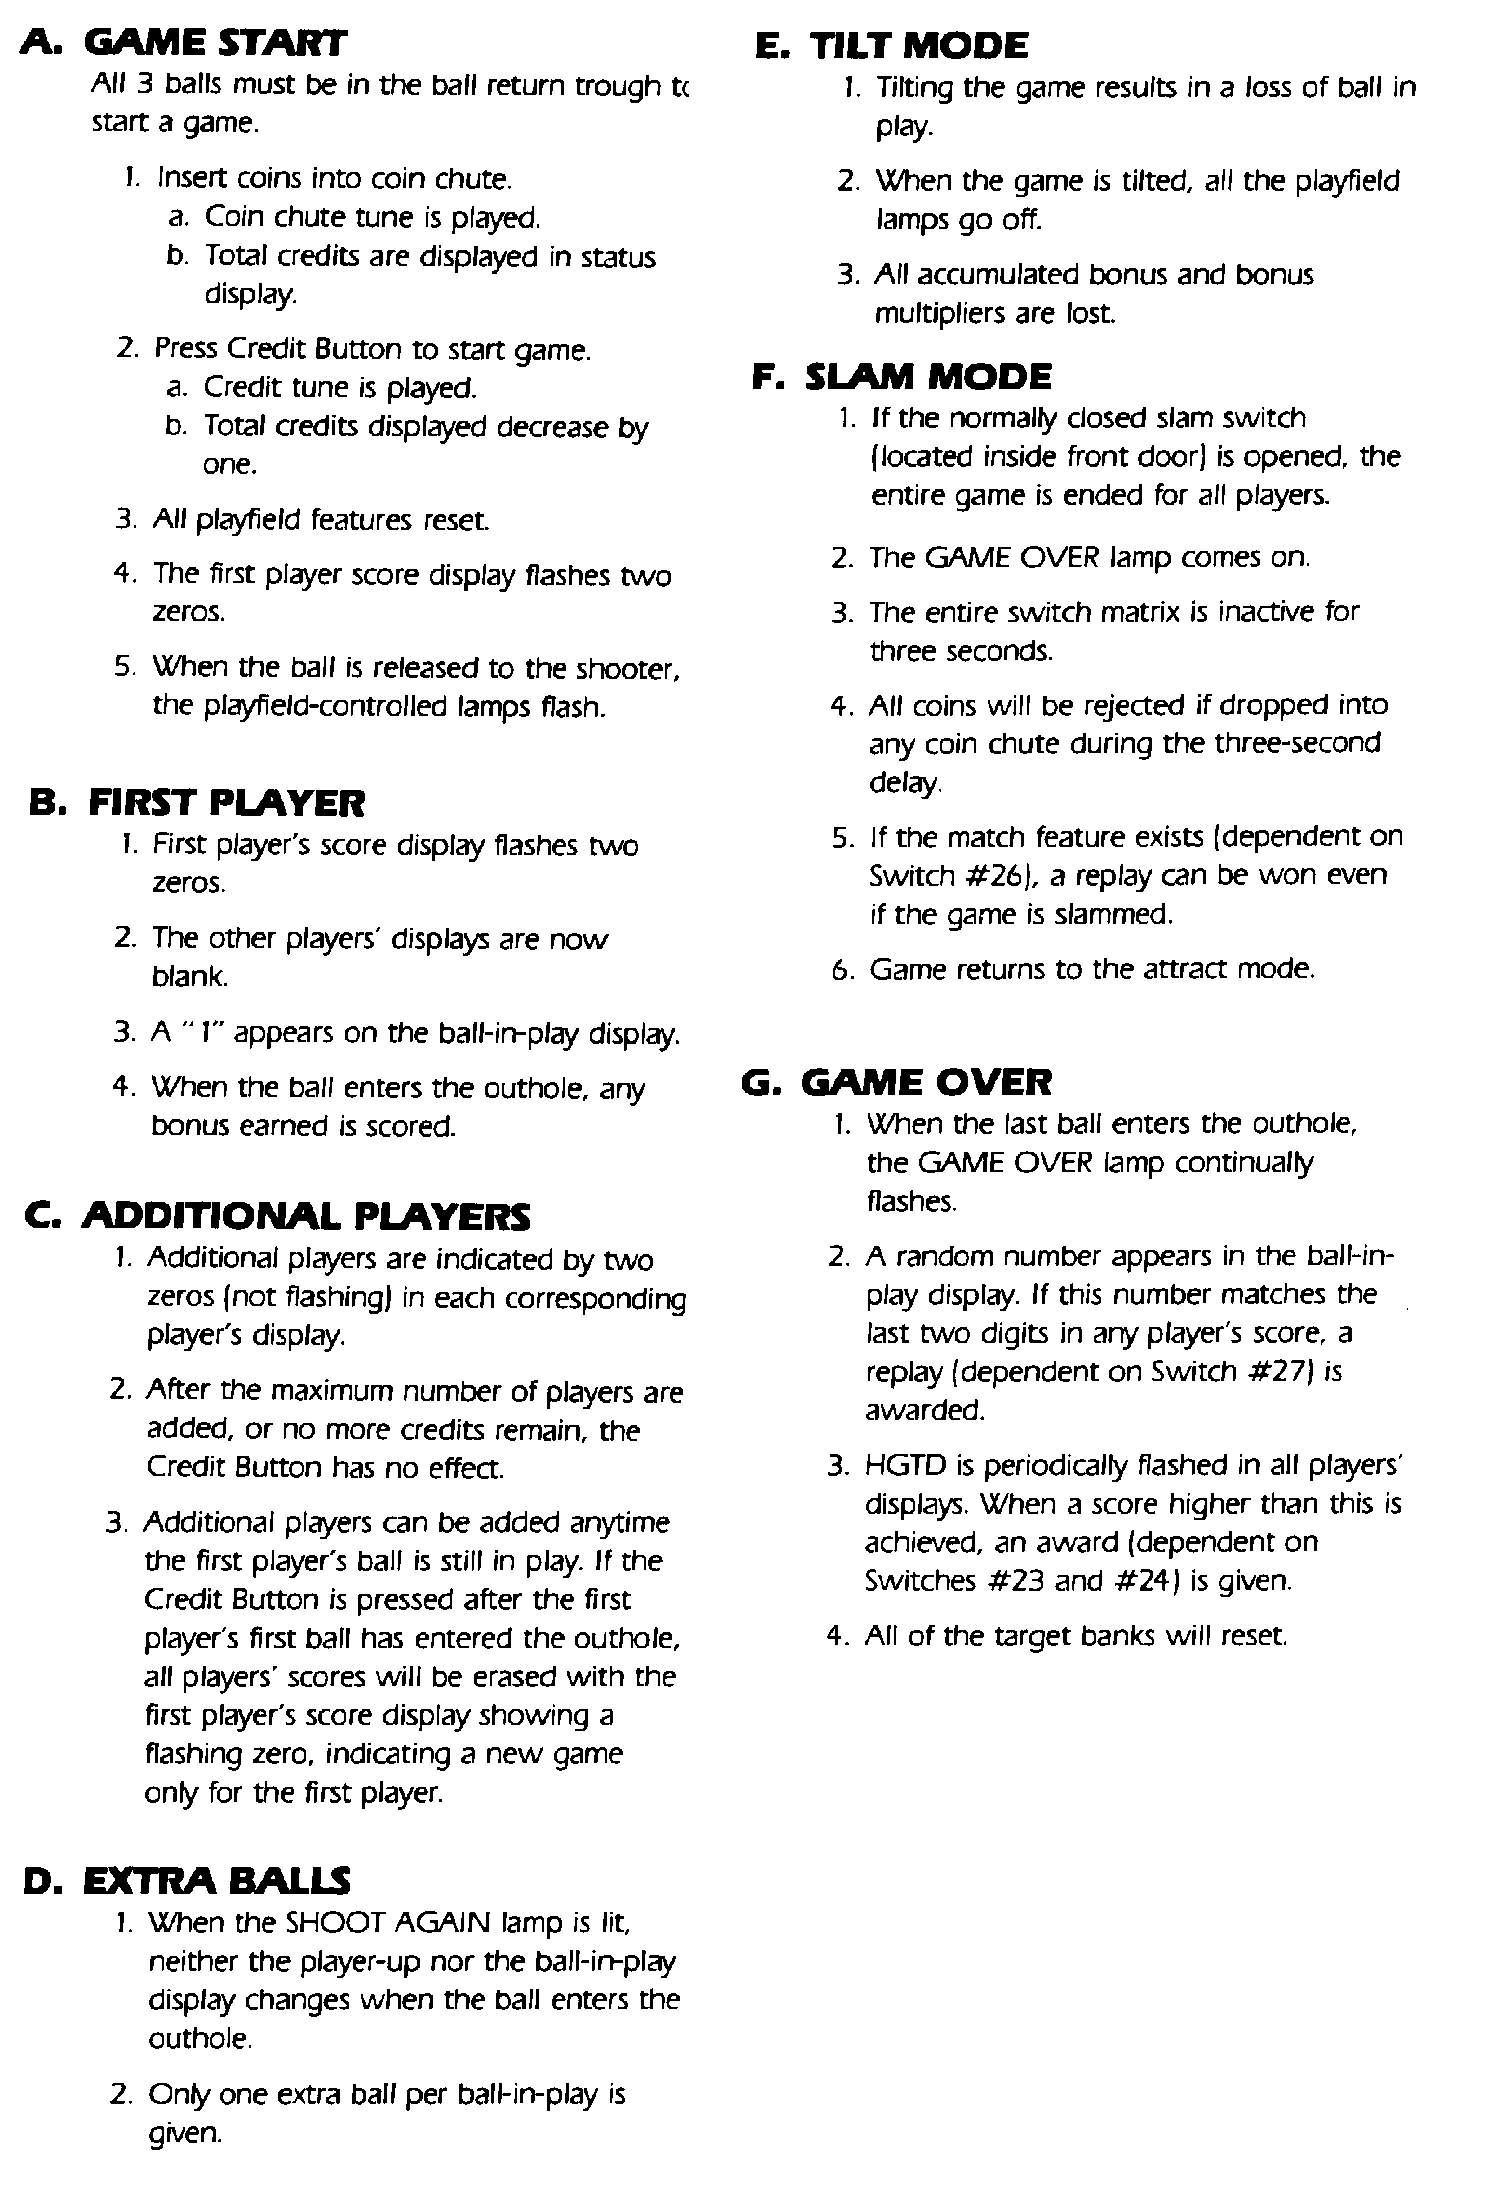 A. GAME START
All 3 balls must be in the ball return trough
start a game.
1. Insert coins into coin chute.
a. Coin chute tune is played.
b. Total credits are displayed in status
display.
2. Press Credit Button to start game.
a. Credit tune is played.
b. Total credits displayed decrease by
one.
3. All playfield features reset.
4. The first player score display flashes two
zeros.
5. When the ball is released to the shooter,
the playfield-controlled lamps flash.
B. FIRST PLAYER
1. First player's score display flashes two
zeros.
2. The other players' displays are now
blank.
3. A "1" appears on the ball-in-play display.
4. When the ball enters the outhole, any
bonus earned is scored.
C. ADDITIONAL PLAYERS
1. Additional players are indicated by two
zeros (not flashing) in each corresponding
player's display.
2. After the maximum number of players are
added, or no more credits remain, the
Credit Button has no effect.
3. Additional players can be added anytime
the first player's ball is still in play. If the
Credit Button is pressed after the first
player's first ball has entered the outhole,
all players' scores will be erased with the
first player's score display showing a
flashing zero, indicating a new game
only for the first player.
D. EXTRA BALLS
1. When the SHOOT AGAIN lamp is lit,
neither the player-up nor the ball-in-play
display changes when the ball enters the
outhole.
2. Only one extra ball per ball-in-play is
given.
E. TILT MODE
1. Tilting the game results in a loss of ball in
play.
2. When the game is tilted, all the playfield
lamps go off.
3. All accumulated bonus and bonus
multipliers are lost.
F. SLAM MODE
1. If the normally closed slam switch
(located inside front door) is opened, the
entire game is ended for all players.
2. The GAME OVER lamp comes on.
3. The entire switch matrix is inactive for
three seconds.
4. All coins will be rejected if dropped into
any coin chute during the three-second
delay.
5. If the match feature exists (dependent on
Switch #26), a replay can be won even
if the game is slammed.
6. Game returns to the attract mode.
G. GAME OVER
1. When the last ball enters the outhole,
the GAME OVER lamp continually
flashes.
2. A random number appears in the ball-in-
play display. If this number matches the
last two digits in any player's score, a
replay (dependent on Switch #27) is
awarded.
3. HGTD is periodically flashed in all players'
displays. When a score higher than this is
achieved, an award (dependent on
Switches #23 and #24) is given.
4. All of the target banks will reset.